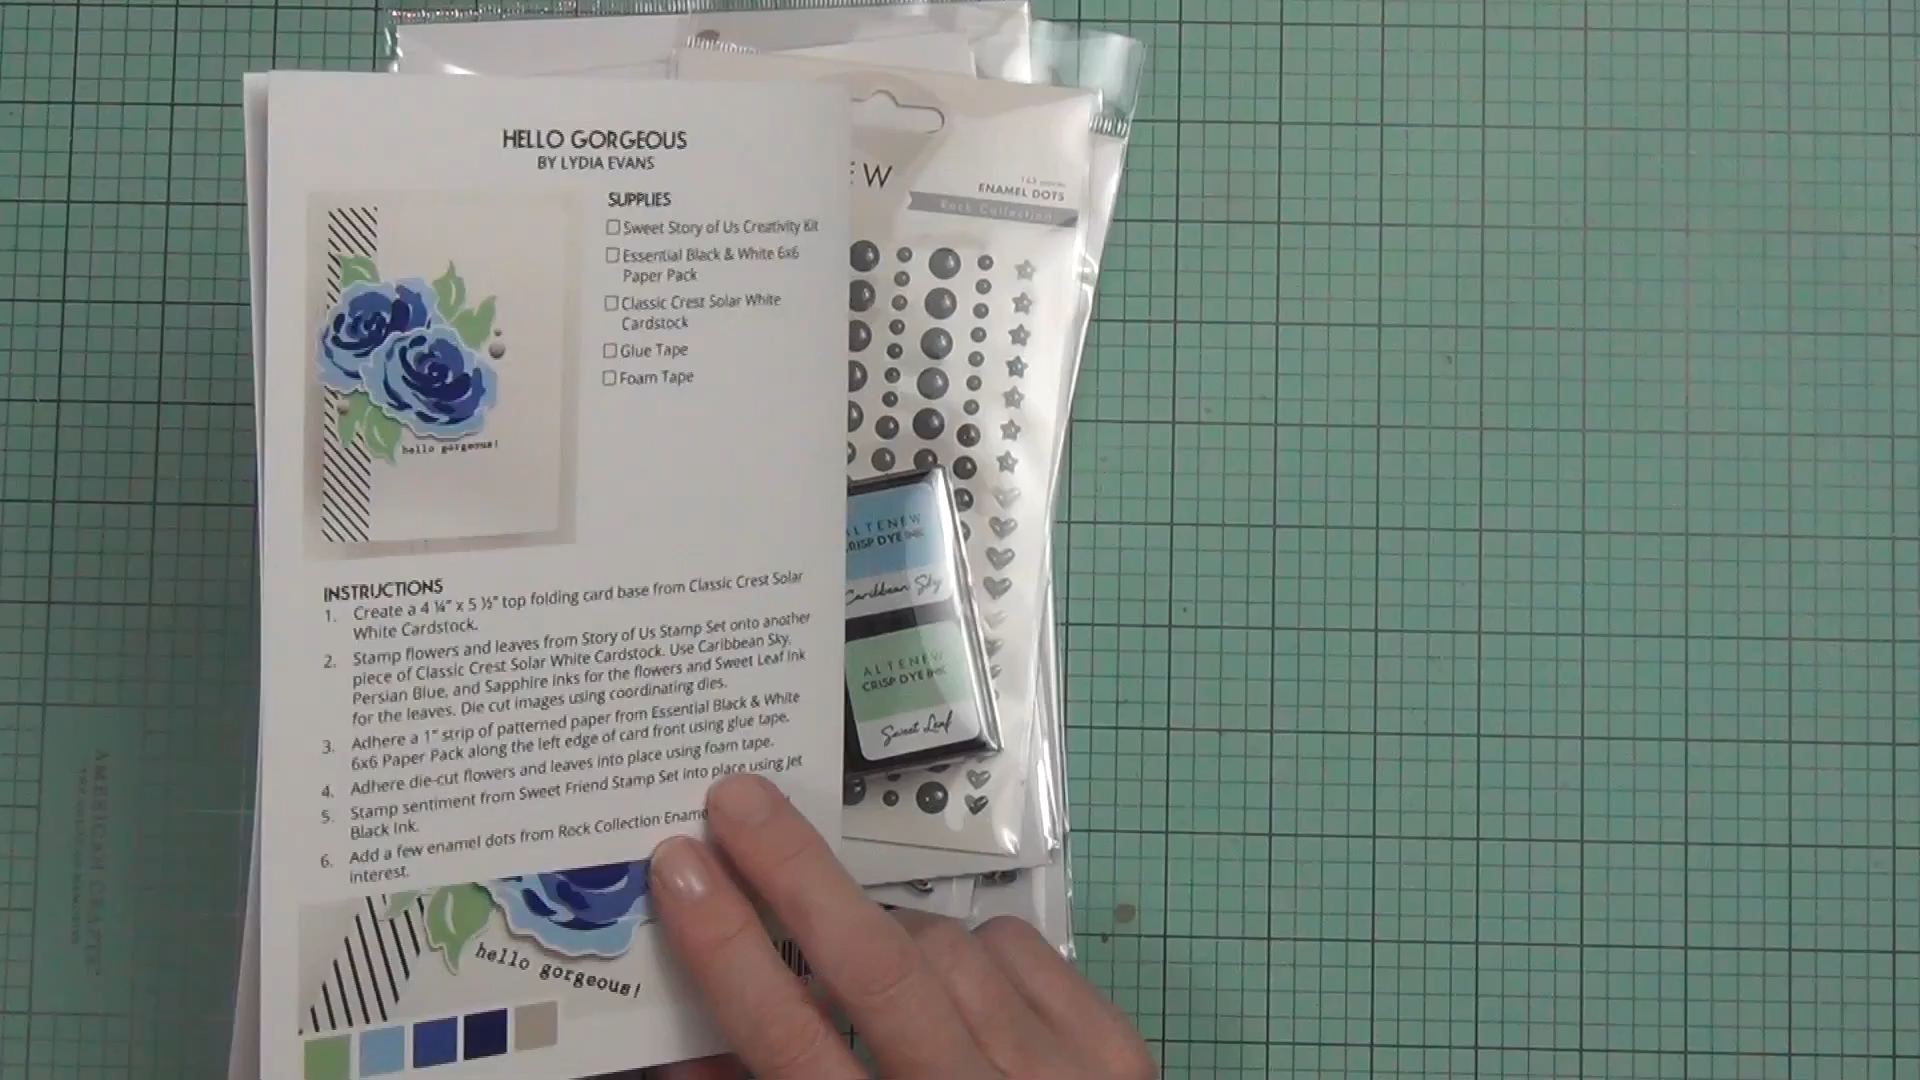 HELLO GORGEOUS
BY LYDIA EVANS
SUPPLIES
Sweet Story of Us Creativity Kit
Essential Black & White 6x6
Paper Pack
Classic Crest Solar White
Cardstock
Glue Tape
Foam Tape
hello gorgeous!
INSTRUCTIONS
1. Create a 4 ¼" x 5 ½" top folding card base from Classic Crest Solar
White Cardstock.
2. Stamp flowers and leaves from Story of Us Stamp Set onto another
piece of Classic Crest Solar White Cardstock. Use Caribbean Sky,
Persian Blue, and Sapphire inks for the flowers and Sweet Leaf Ink
for the leaves. Die cut images using coordinating dies.
3. Adhere a 1" strip of patterned paper from Essential Black & White
6x6 Paper Pack along the left edge of card front using glue tape.
4. Adhere die-cut flowers and leaves into place using foam tape.
5. Stamp sentiment from Sweet Friend Stamp Set into place using Jet
Black Ink.
6. Add a few enamel dots from Rock Collection Ename
interest.
hello gorgeous!
EW
ENAMEL DOTS
Rock Collection
ALTENEW
CRISP DYE INK
Caribbean Sky
ALTENEW
CRISP DYE INK
Sweet Leaf
AMERICAN CRAFTS